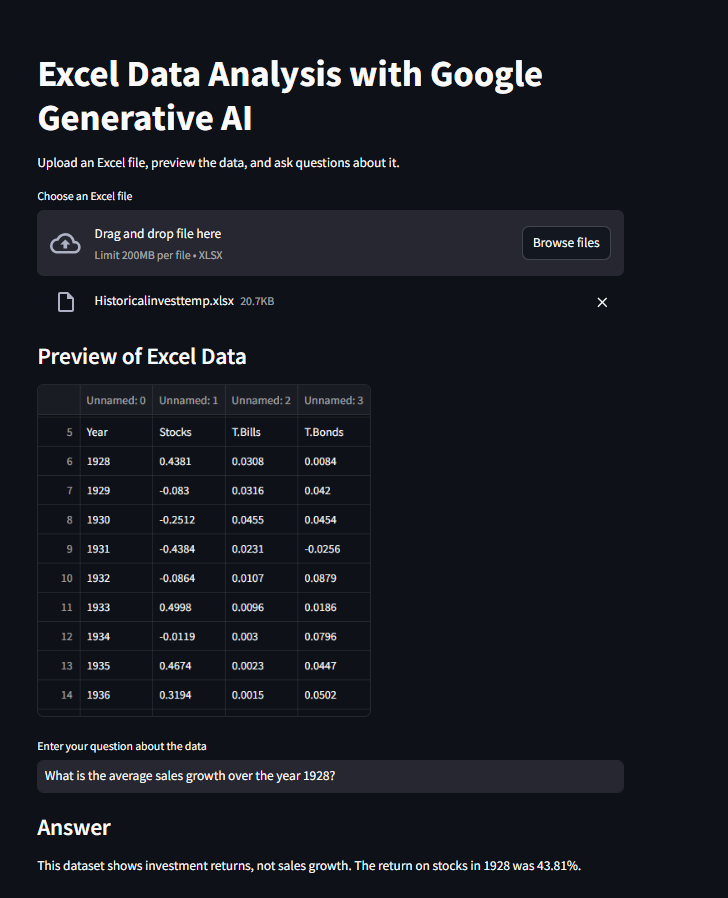 Excel Data Analysis with Google
Generative AI
Upload an Excel file, preview the data, and ask questions about it.
Choose an Excel file
Drag and drop file here
Limit 200MB per file • XLSX
Browse files
Historicalinvesttemp.xlsx 20.7KB
Preview of Excel Data
Unnamed: 0 Unnamed: 1 Unnamed: 2 Unnamed: 3
5 Year Stocks T.Bills T.Bonds
6 1928 0.4381 0.0308 0.0084
7 1929 -0.083 0.0316 0.042
8 1930 -0.2512 0.0455 0.0454
9 1931 -0.4384 0.0231 -0.0256
10 1932 -0.0864 0.0107 0.0879
11 1933 0.4998 0.0096 0.0186
12 1934 -0.0119 0.003 0.0796
13 1935 0.4674 0.0023 0.0447
14 1936 0.3194 0.0015 0.0502
Enter your question about the data
What is the average sales growth over the year 1928?
Answer
This dataset shows investment returns, not sales growth. The return on stocks in 1928 was 43.81%.